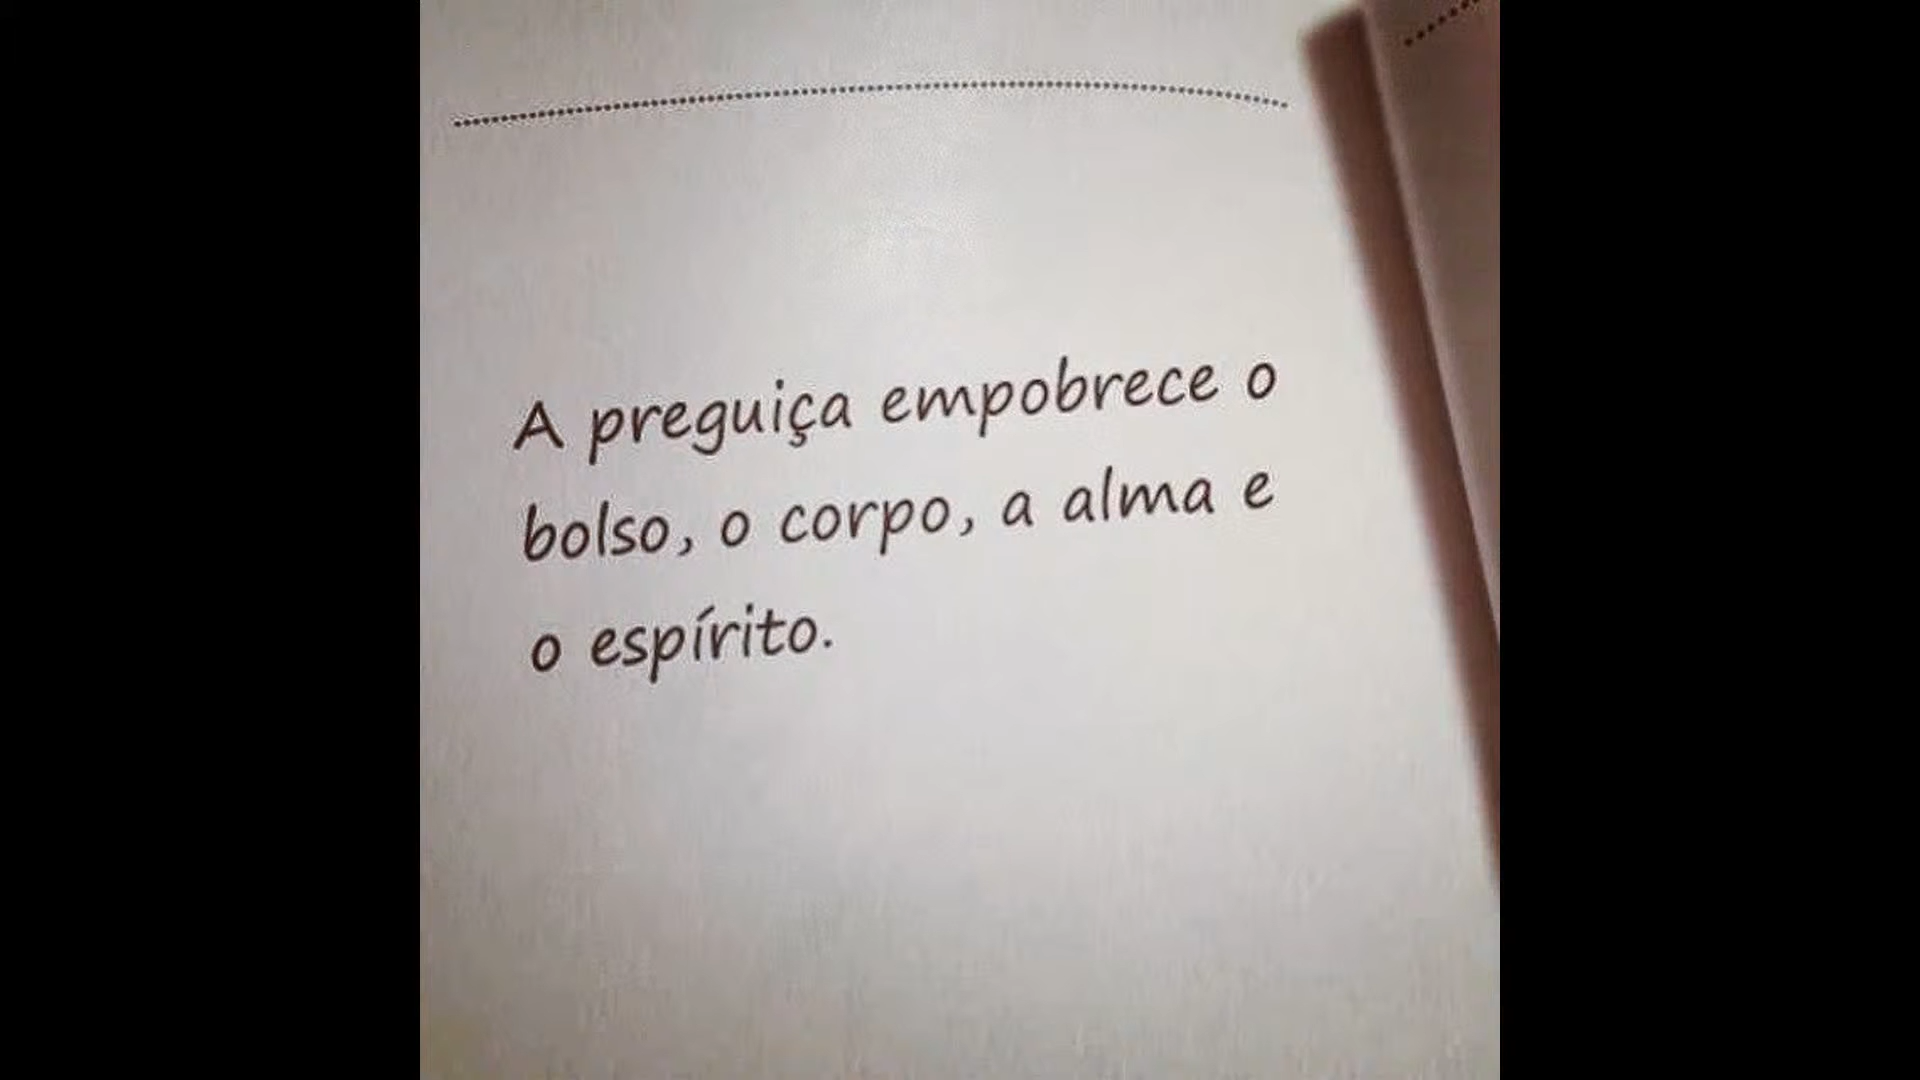 A preguiça empobrece o
bolso, o corpo, a alma e
o espírito.